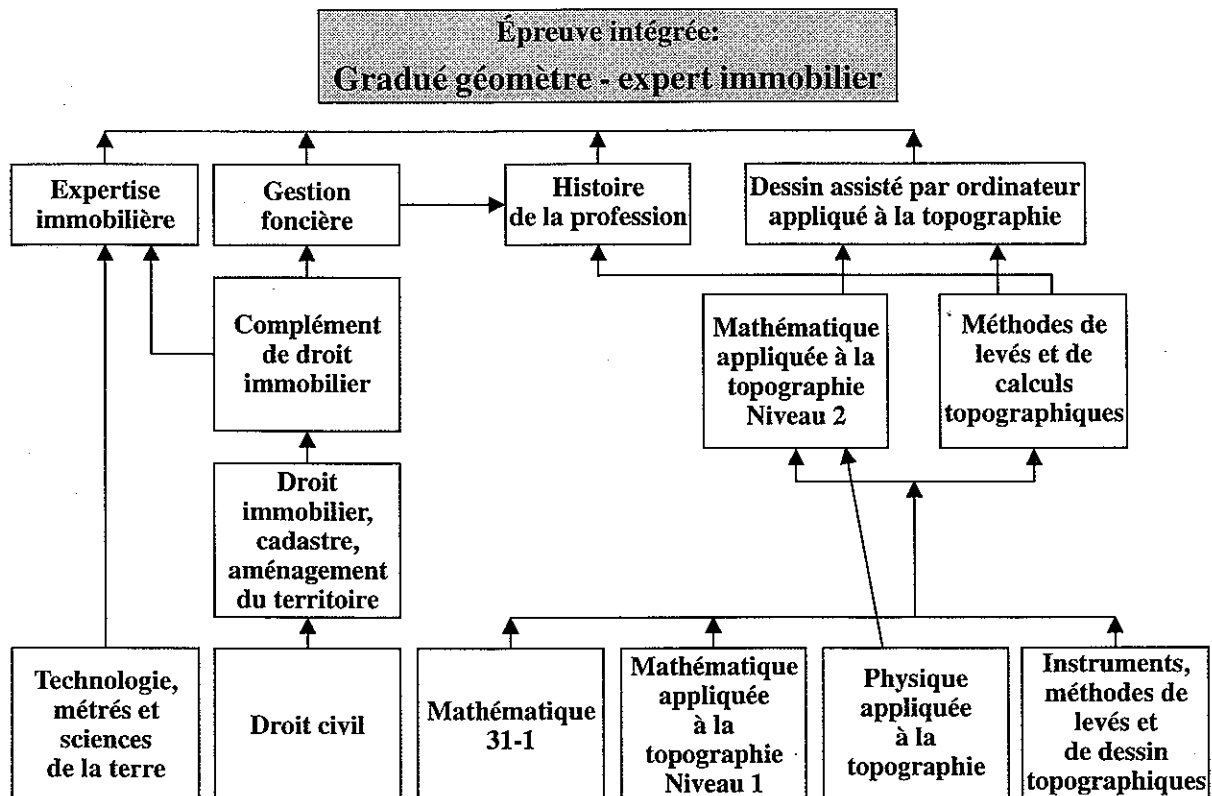 Épreuve intégrée:
Gradué géomètre - expert immobilier
Expertise
immobilière
Gestion
foncière
Histoire
de la profession
Dessin assisté par ordinateur
appliqué à la topographie
Complément
de droit
immobilier
Mathématique
appliquée à la
topographie
Niveau 2
Méthodes de
levés et de
calculs
topographiques
Droit
immobilier,
cadastre,
aménagement
du territoire
Technologie,
métrés et
sciences
de la terre
Droit civil
Mathématique
31-1
Mathématique
appliquée
à la
topographie
Niveau 1
Physique
appliquée
à la
topographie
Instruments,
méthodes de
levés et
de dessin
topographiques